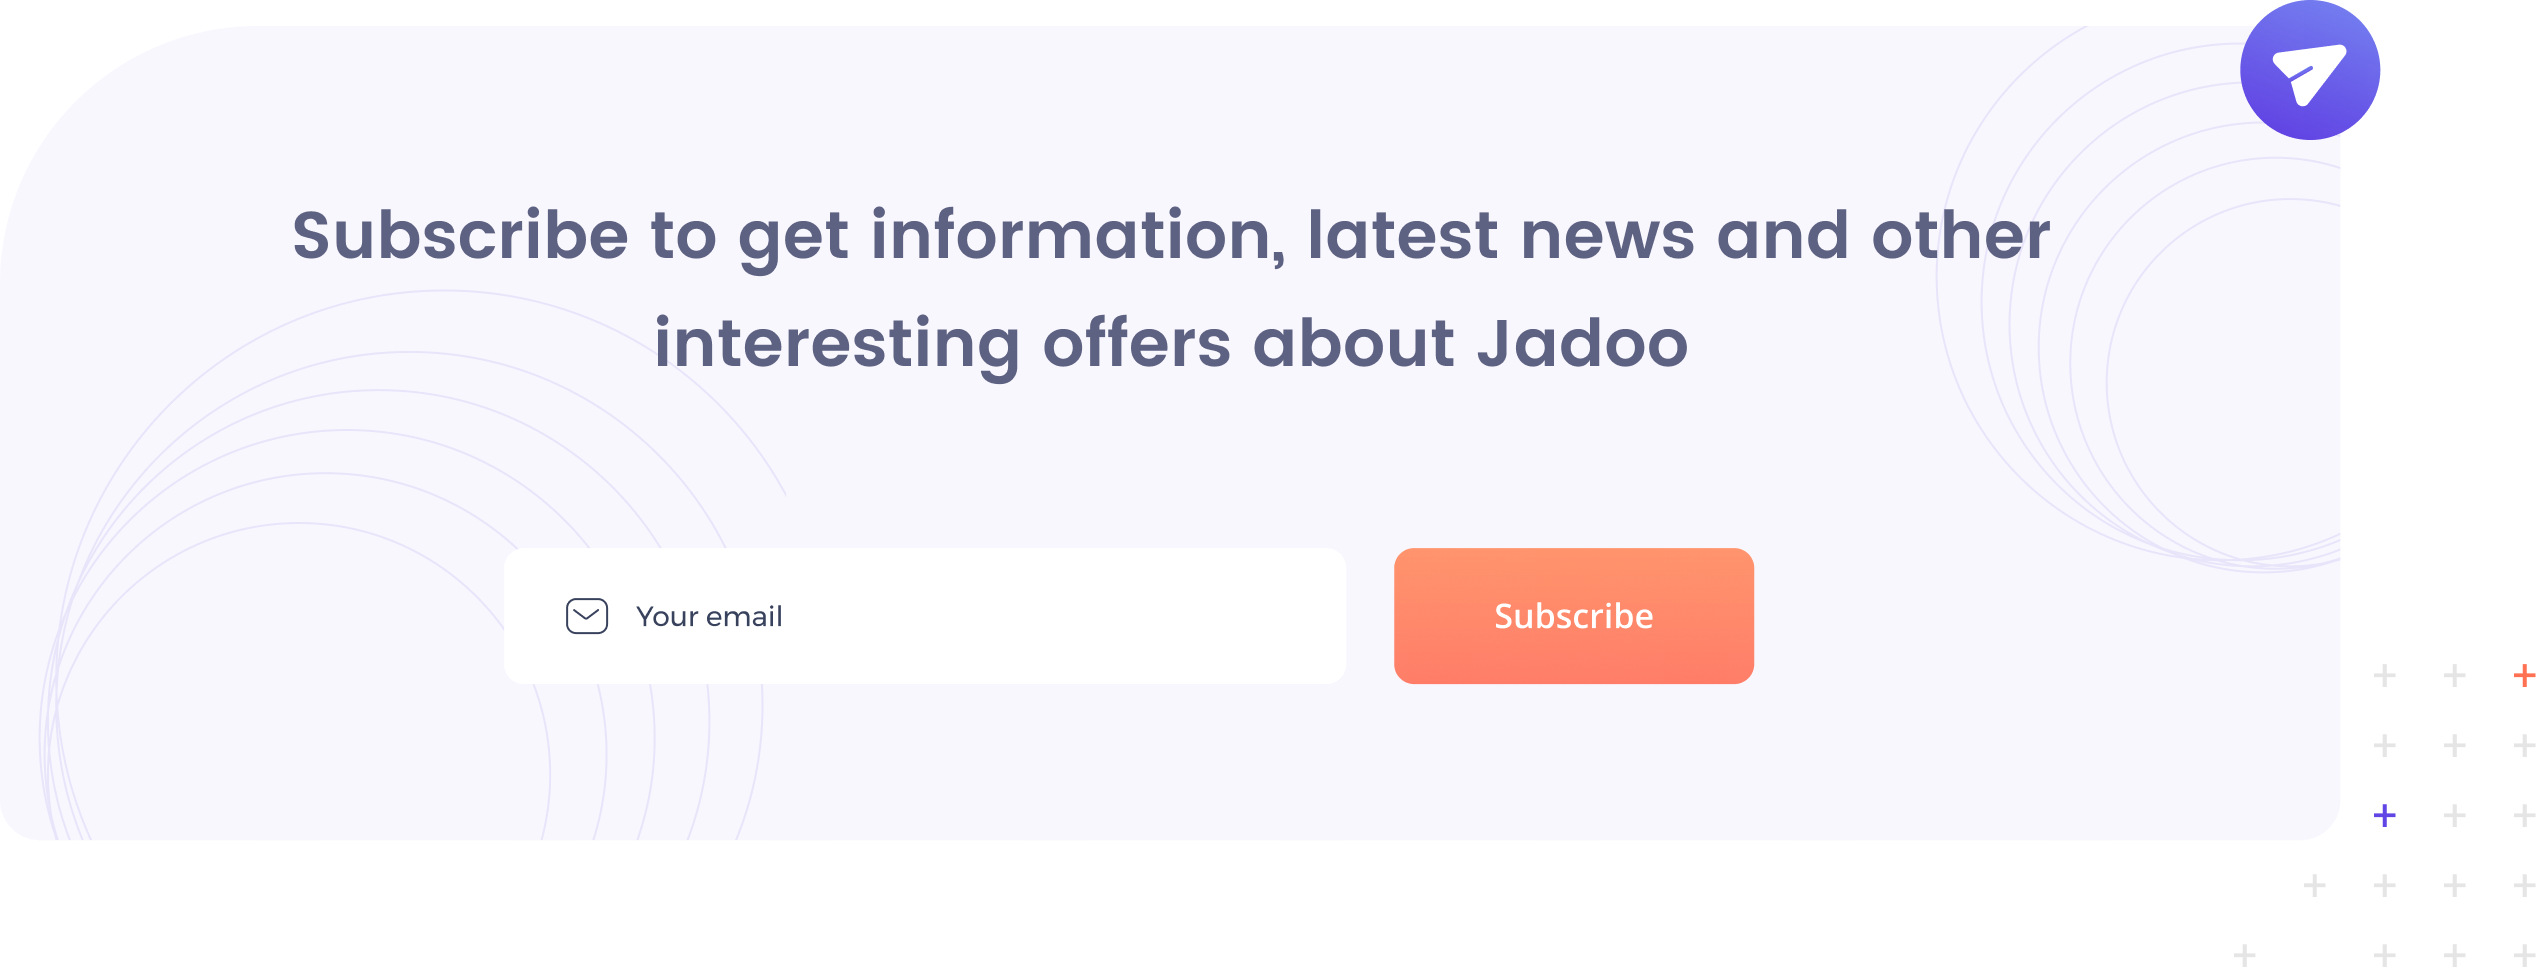 Subscribe to get information, latest news and other
interesting offers about Jadoo
Your email
Subscribe